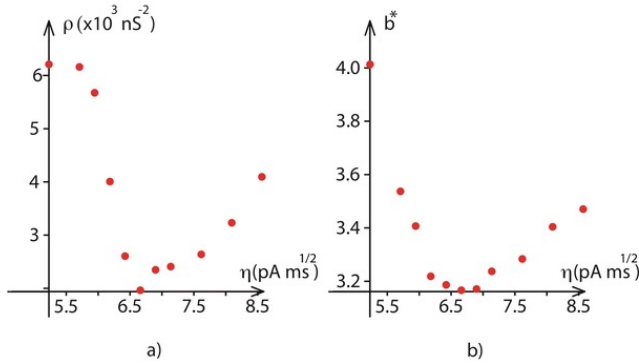 ρ (x10³ nS⁻²)
6
5
4
3
5.5 6.5 7.5 8.5
η(pA ms)^1/2
a)
b*
4.0
3.8
3.6
3.4
3.2
5.5 6.5 7.5 8.5
η(pA ms)^1/2
b)